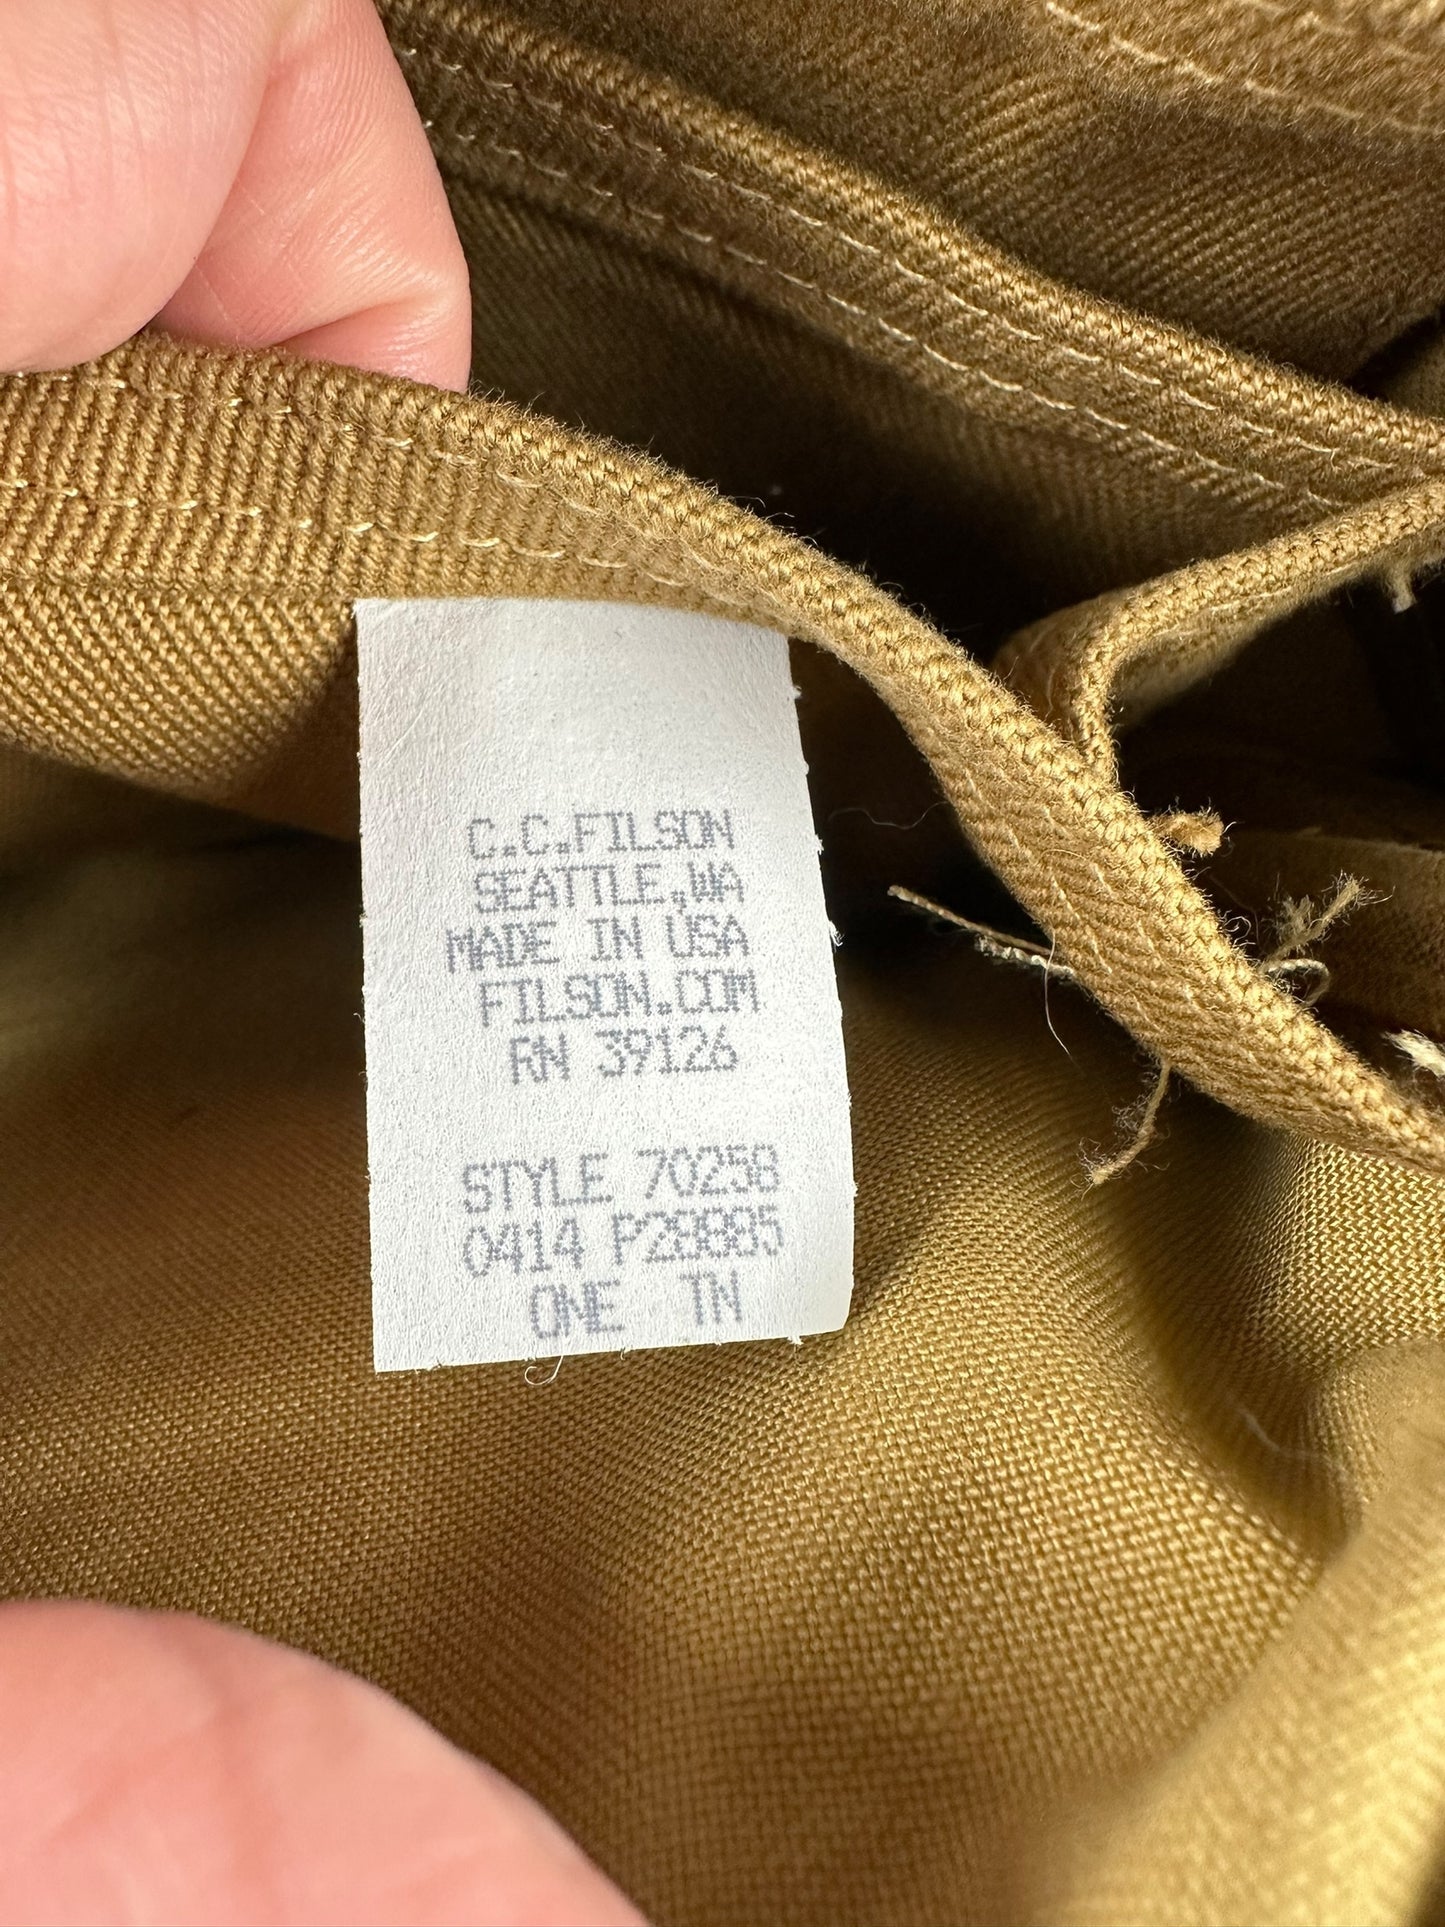 C.C.FILSON
SEATTLE,WA
MADE IN USA
FILSON.COM
RN 39126
STYLE 70258
0414 P28885
ONE TN